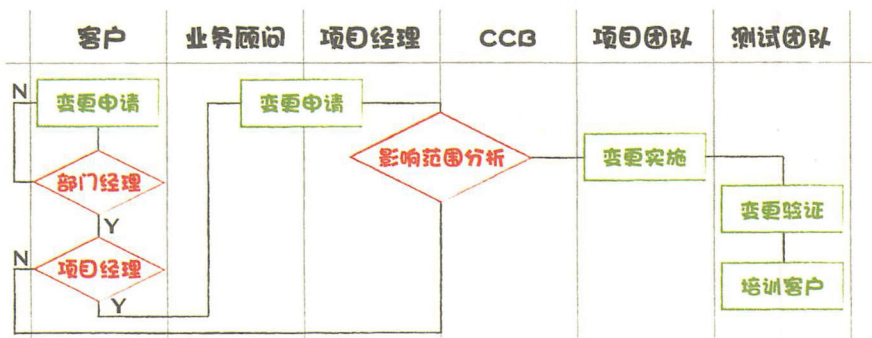 客户 业务顾问 项目经理 CCB 项目团队 测试团队
N 变更申请 变更申请
影响范围分析 变更实施
部门经理
Y 变更验证
N 项目经理
Y 培训客户